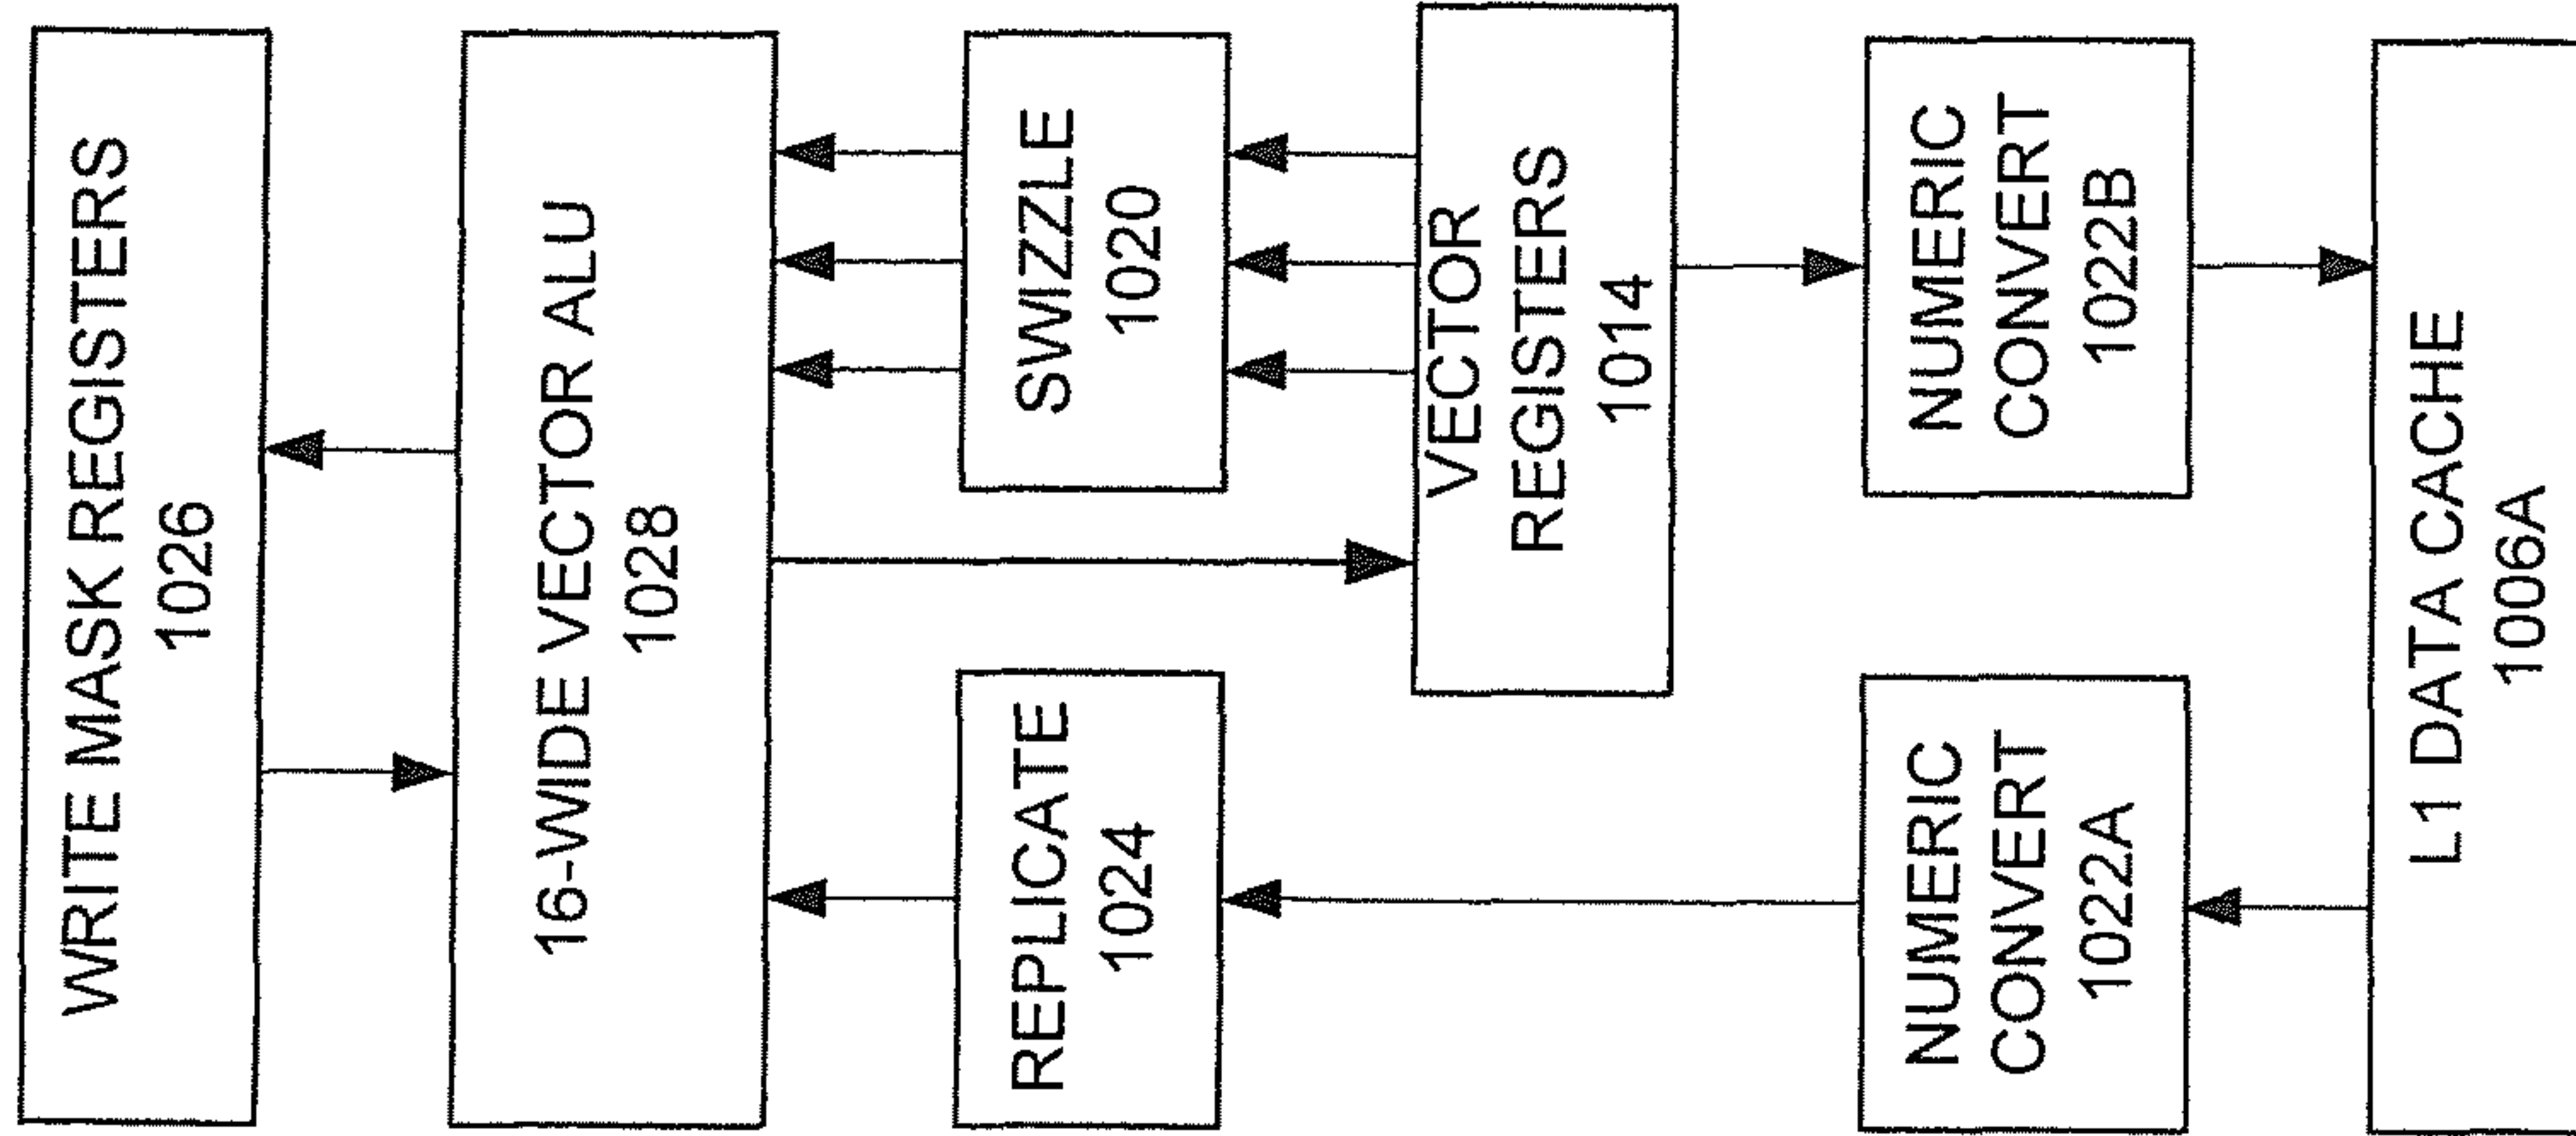 WRITE MASK REGISTERS
1026
16-WIDE VECTOR ALU
1028
REPLICATE
1024
SWIZZLE
1020
VECTOR
REGISTERS
1014
NUMERIC
CONVERT
1022A
NUMERIC
CONVERT
1022B
L1 DATA CACHE
1006A